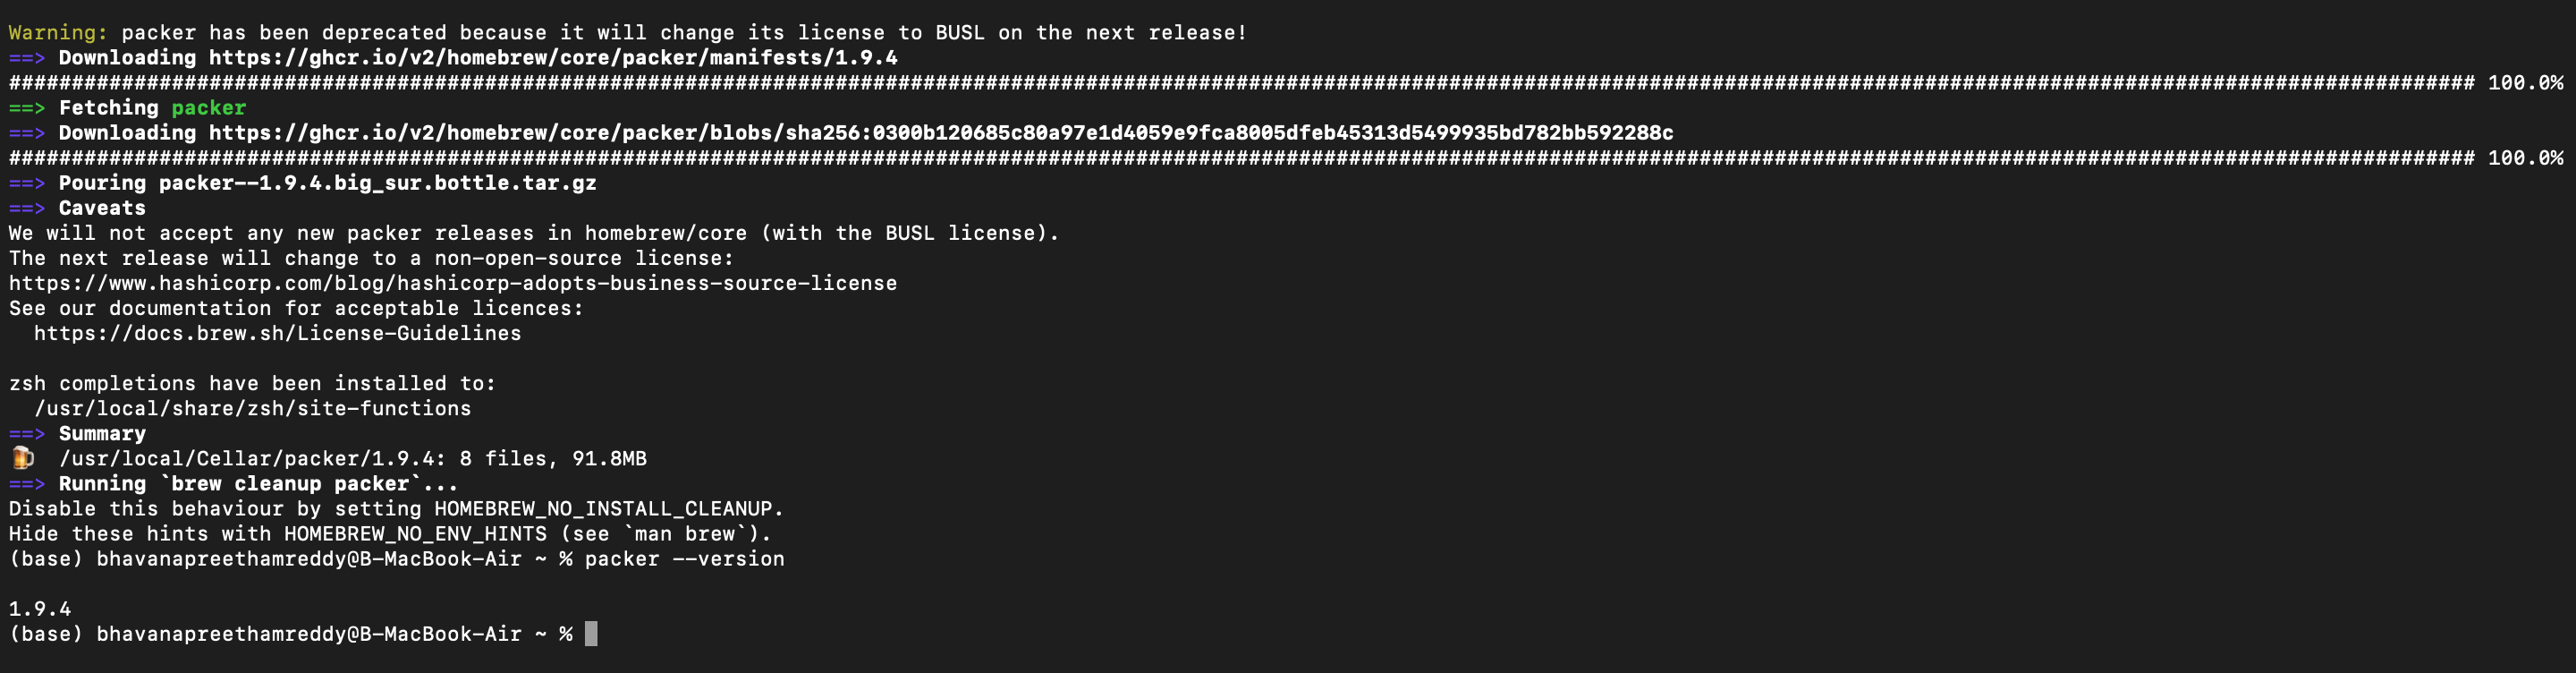 Warning: packer has been deprecated because it will change its license to BUSL on the next release!
==> Downloading https://ghcr.io/v2/homebrew/core/packer/manifests/1.9.4
##################################################################################################################################################################################################### 100.0%
==> Fetching packer
==> Downloading https://ghcr.io/v2/homebrew/core/packer/blobs/sha256:0300b120685c80a97e1d4059e9fca8005dfeb45313d5499935bd782bb592288c
##################################################################################################################################################################################################### 100.0%
==> Pouring packer--1.9.4.big_sur.bottle.tar.gz
==> Caveats
We will not accept any new packer releases in homebrew/core (with the BUSL license).
The next release will change to a non-open-source license:
https://www.hashicorp.com/blog/hashicorp-adopts-business-source-license
See our documentation for acceptable licences:
  https://docs.brew.sh/License-Guidelines

zsh completions have been installed to:
  /usr/local/share/zsh/site-functions
==> Summary
🍺  /usr/local/Cellar/packer/1.9.4: 8 files, 91.8MB
==> Running `brew cleanup packer`...
Disable this behaviour by setting HOMEBREW_NO_INSTALL_CLEANUP.
Hide these hints with HOMEBREW_NO_ENV_HINTS (see `man brew`).
(base) bhavanapreethamreddy@B-MacBook-Air ~ % packer --version

1.9.4
(base) bhavanapreethamreddy@B-MacBook-Air ~ %